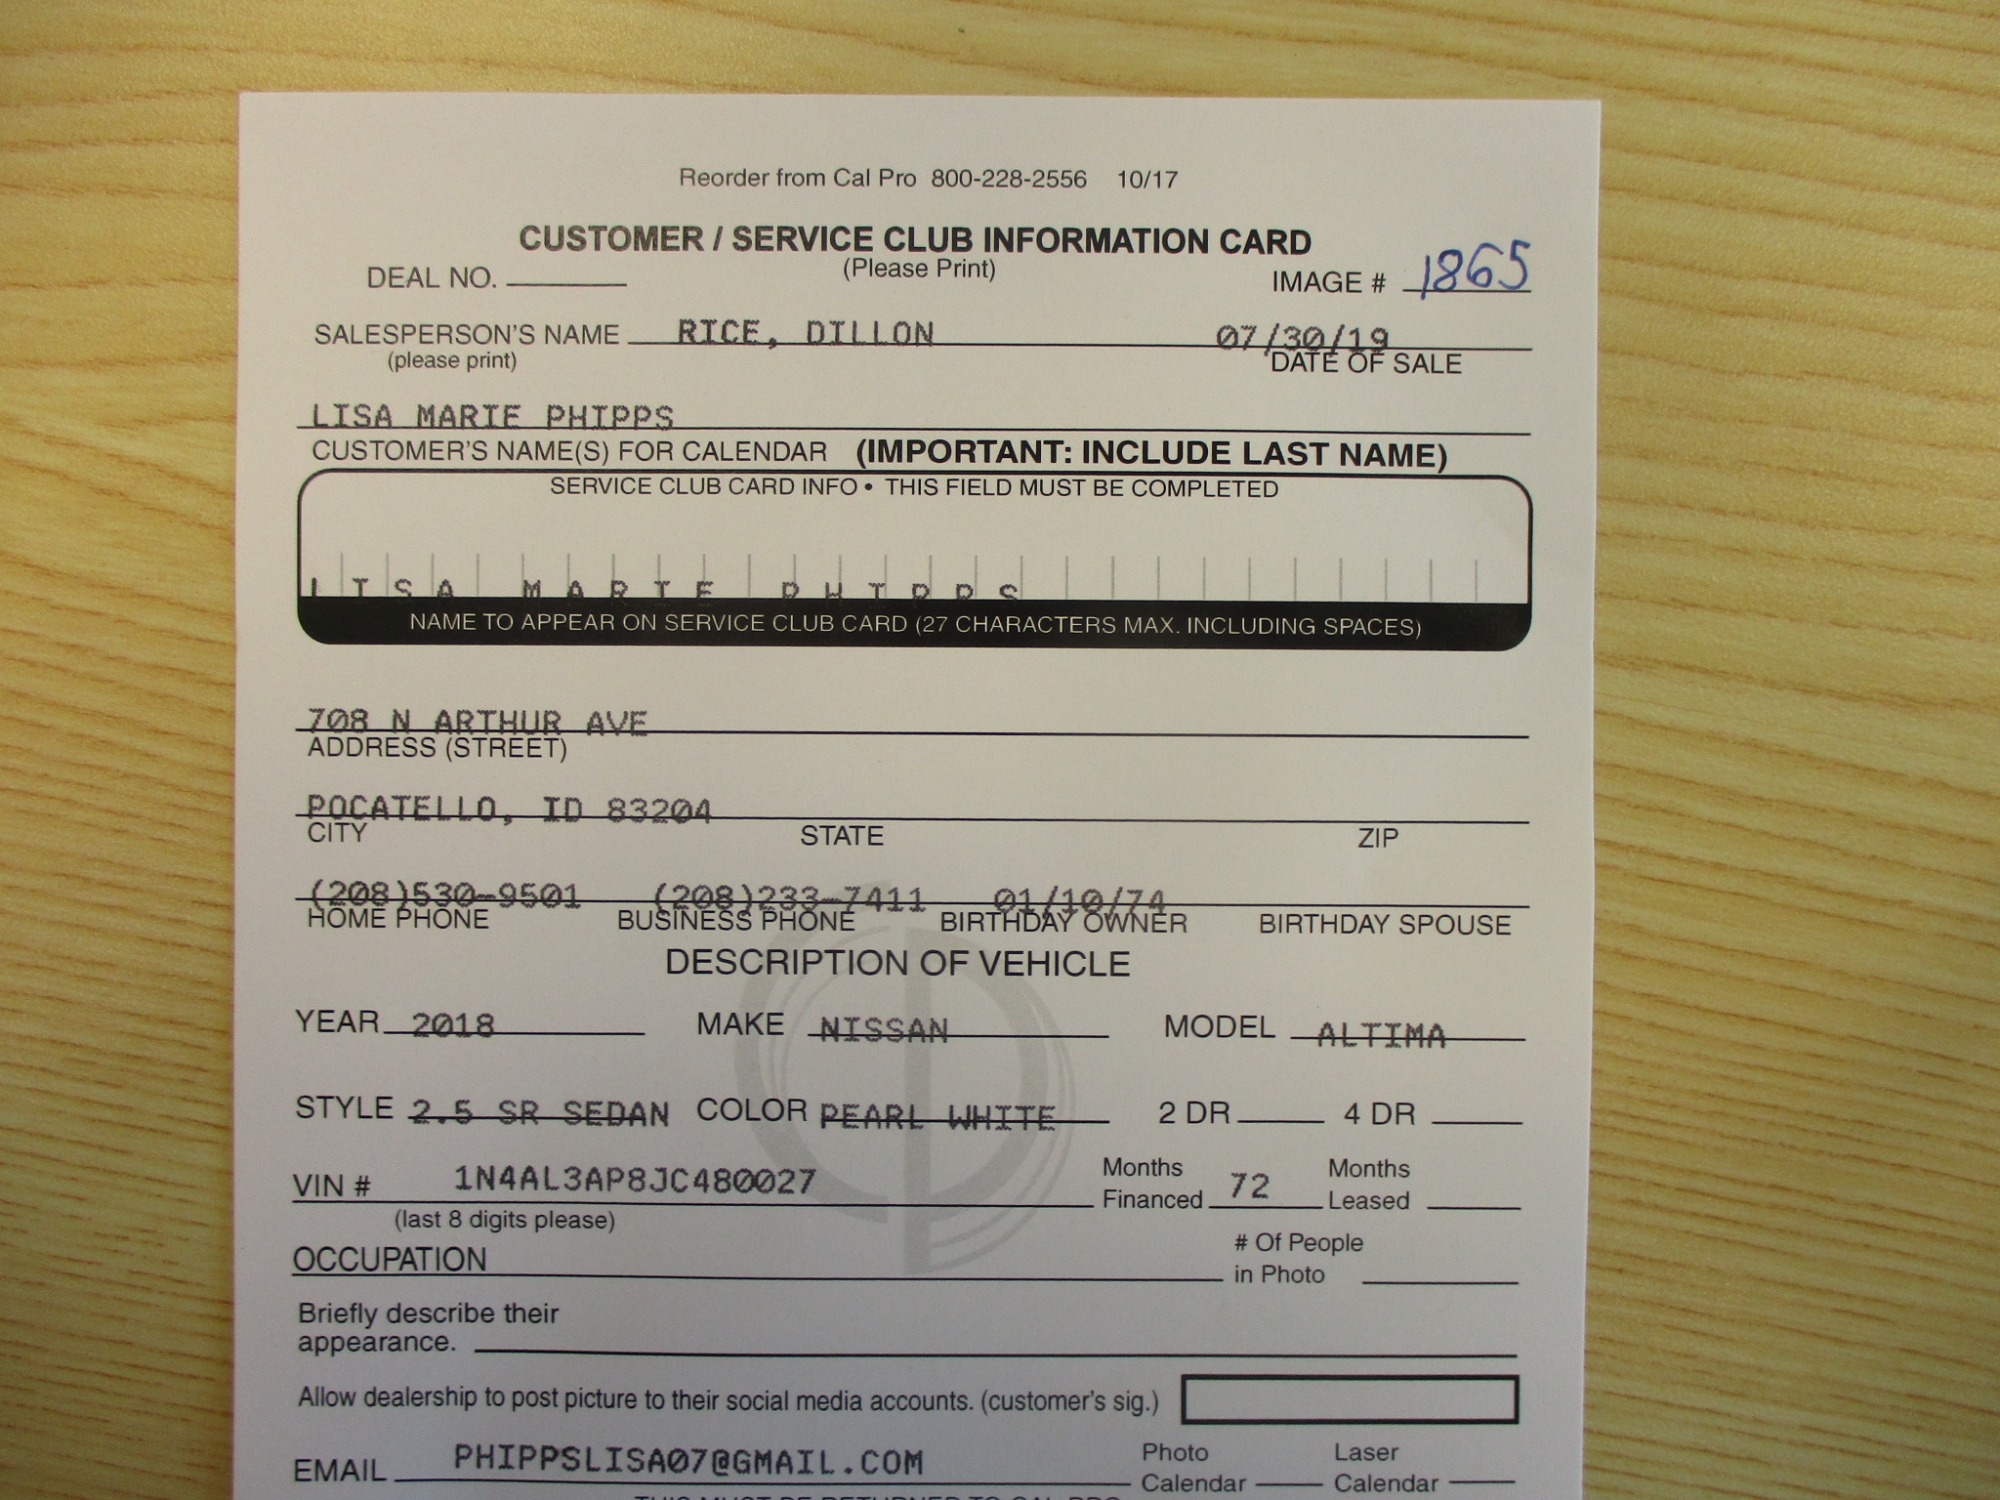 Reorder from Cal Pro 800-228-2556 10/17
CUSTOMER / SERVICE CLUB INFORMATION CARD
(Please Print)
DEAL NO. IMAGE # 1865
SALESPERSON'S NAME RICE, DILLON 07/30/19
(please print) DATE OF SALE
LISA MARIE PHIPPS
CUSTOMER'S NAME(S) FOR CALENDAR (IMPORTANT: INCLUDE LAST NAME)
SERVICE CLUB CARD INFO • THIS FIELD MUST BE COMPLETED
LISA MARIE PHIPPS
NAME TO APPEAR ON SERVICE CLUB CARD (27 CHARACTERS MAX. INCLUDING SPACES)
708 N ARTHUR AVE
ADDRESS (STREET)
POCATELLO, ID 83204
CITY STATE ZIP
(208)530-9501 (208)233-7411 01/10/74
HOME PHONE BUSINESS PHONE BIRTHDAY OWNER BIRTHDAY SPOUSE
DESCRIPTION OF VEHICLE
YEAR 2018 MAKE NISSAN MODEL ALTIMA
STYLE 2.5 SR SEDAN COLOR PEARL WHITE 2 DR 4 DR
VIN # 1N4AL3AP8JC480027 Months Financed 72 Months Leased
(last 8 digits please)
OCCUPATION # Of People in Photo
Briefly describe their
appearance.
Allow dealership to post picture to their social media accounts. (customer's sig.)
EMAIL PHIPPSLISA07@GMAIL.COM Photo Calendar Laser Calendar
THIS MUST BE RETURNED TO CAL PRO